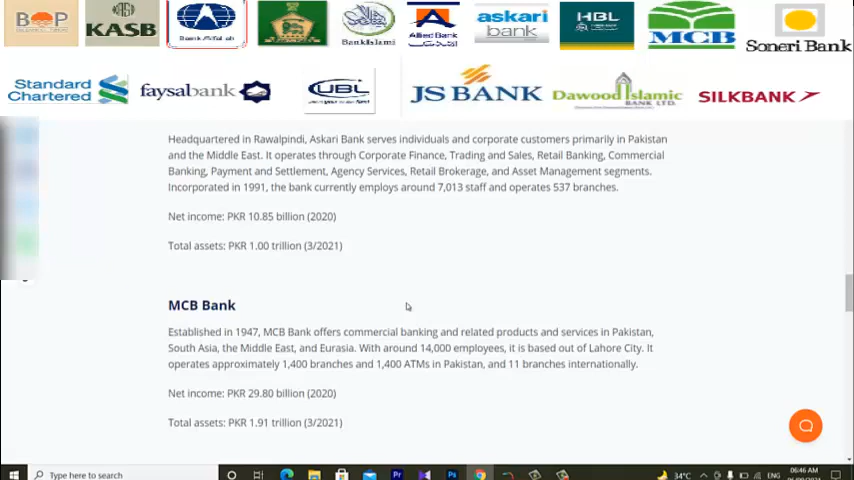 BOP
KASB
Bank Alfalah
BankIslami
Allied Bank
askari
bank
HBL
MCB
Soneri Bank
Standard
Chartered
faysalbank
UBL
JS BANK
Dawood Islamic
BANK LTD.
SILKBANK
Headquartered in Rawalpindi, Askari Bank serves individuals and corporate customers primarily in Pakistan
and the Middle East. It operates through Corporate Finance, Trading and Sales, Retail Banking, Commercial
Banking, Payment and Settlement, Agency Services, Retail Brokerage, and Asset Management segments.
Incorporated in 1991, the bank currently employs around 7,013 staff and operates 537 branches.
Net income: PKR 10.85 billion (2020)
Total assets: PKR 1.00 trillion (3/2021)
MCB Bank
Established in 1947, MCB Bank offers commercial banking and related products and services in Pakistan,
South Asia, the Middle East, and Eurasia. With around 14,000 employees, it is based out of Lahore City. It
operates approximately 1,400 branches and 1,400 ATMs in Pakistan, and 11 branches internationally.
Net income: PKR 29.80 billion (2020)
Total assets: PKR 1.91 trillion (3/2021)
Type here to search
Pr
Ps
34°C
ENG
06:46 AM